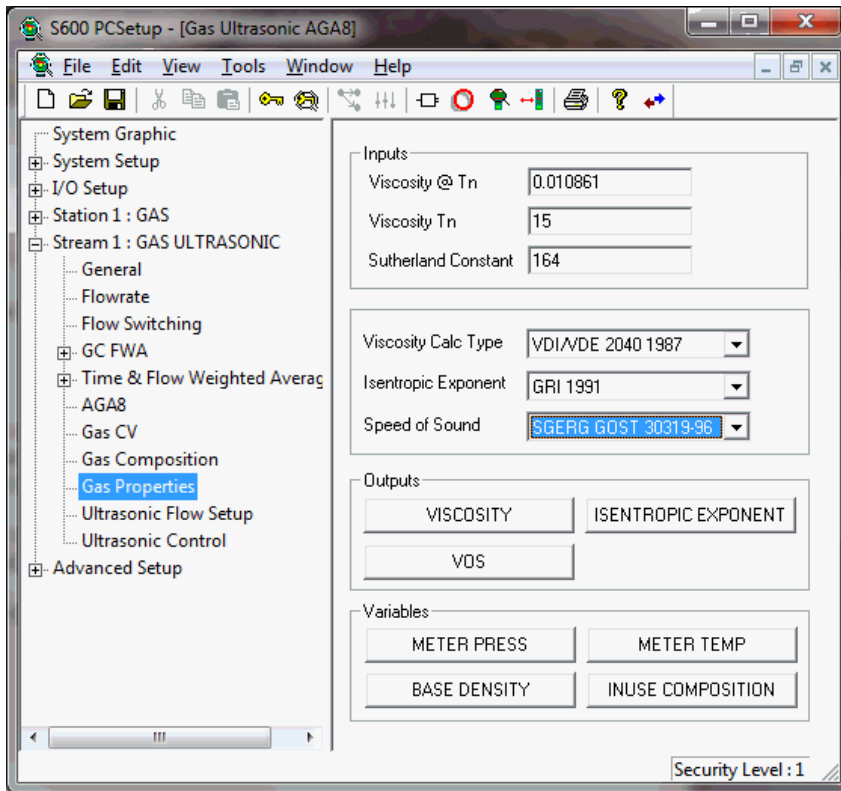 S600 PCSetup - [Gas Ultrasonic AGA8]
File Edit View Tools Window Help
System Graphic
System Setup
I/O Setup
Station 1 : GAS
Stream 1 : GAS ULTRASONIC
General
Flowrate
Flow Switching
GC FWA
Time & Flow Weighted Averag
AGA8
Gas CV
Gas Composition
Gas Properties
Ultrasonic Flow Setup
Ultrasonic Control
Advanced Setup
Inputs
Viscosity @ Tn 0.010861
Viscosity Tn 15
Sutherland Constant 164
Viscosity Calc Type VDI/VDE 2040 1987
Isentropic Exponent GRI 1991
Speed of Sound SGERG GOST 30319-96
Outputs
VISCOSITY ISENTROPIC EXPONENT
VOS
Variables
METER PRESS METER TEMP
BASE DENSITY INUSE COMPOSITION
Security Level : 1